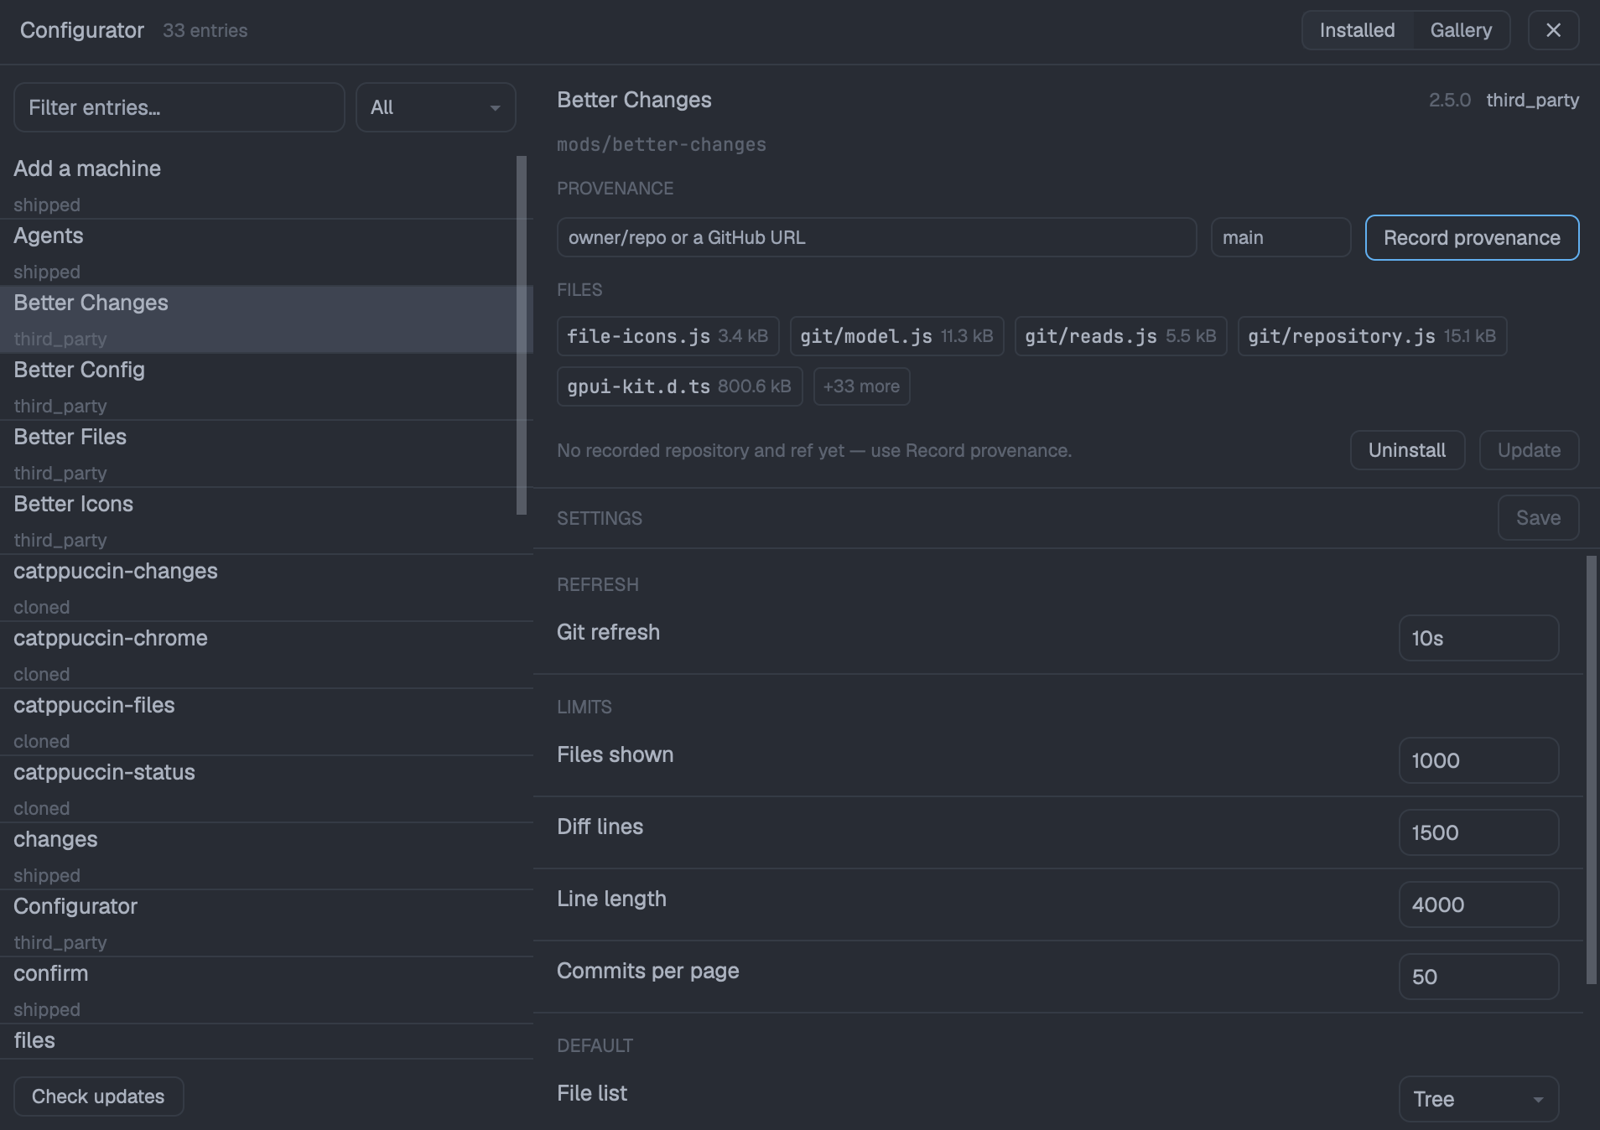 Configurator 33 entries
Installed Gallery
Filter entries...
All
Add a machine
shipped
Agents
shipped
Better Changes
third_party
Better Config
third_party
Better Files
third_party
Better Icons
third_party
catppuccin-changes
cloned
catppuccin-chrome
cloned
catppuccin-files
cloned
catppuccin-status
cloned
changes
shipped
Configurator
third_party
confirm
shipped
files
Check updates
Better Changes 2.5.0 third_party
mods/better-changes
PROVENANCE
owner/repo or a GitHub URL main Record provenance
FILES
file-icons.js 3.4 kB git/model.js 11.3 kB git/reads.js 5.5 kB git/repository.js 15.1 kB
gpui-kit.d.ts 800.6 kB +33 more
No recorded repository and ref yet — use Record provenance. Uninstall Update
SETTINGS Save
REFRESH
Git refresh 10s
LIMITS
Files shown 1000
Diff lines 1500
Line length 4000
Commits per page 50
DEFAULT
File list Tree